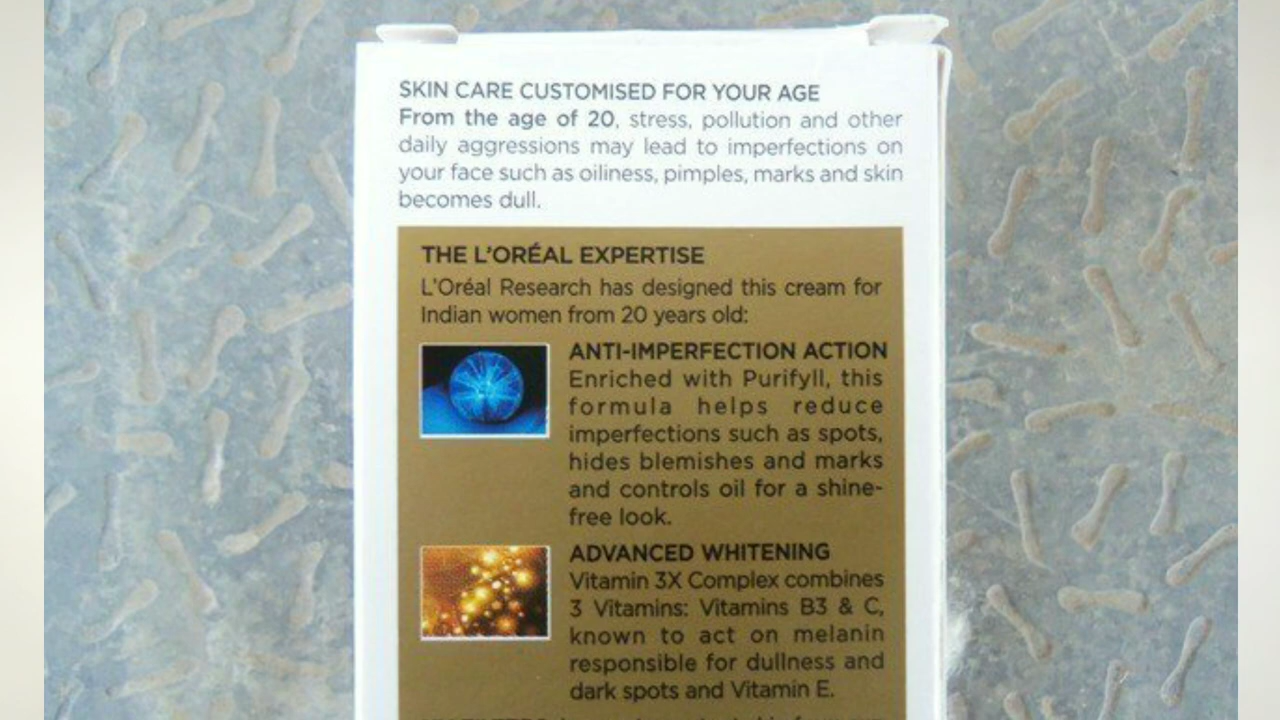 SKIN CARE CUSTOMISED FOR YOUR AGE
From the age of 20, stress, pollution and other
daily aggressions may lead to imperfections on
your face such as oiliness, pimples, marks and skin
becomes dull.
THE L'ORÉAL EXPERTISE
L'Oréal Research has designed this cream for
Indian women from 20 years old:
ANTI-IMPERFECTION ACTION
Enriched with Purifyll, this
formula helps reduce
imperfections such as spots,
hides blemishes and marks
and controls oil for a shine-
free look.
ADVANCED WHITENING
Vitamin 3X Complex combines
3 Vitamins: Vitamins B3 & C,
known to act on melanin
responsible for dullness and
dark spots and Vitamin E.